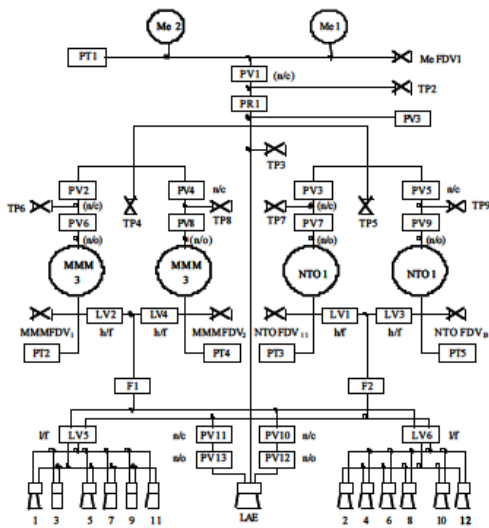 Me 2
Me 1
PT1
Me FDV1
PV1
(n/c)
TP2
PR1
PV3
TP3
PV2
PV4
n/c
PV3
PV5
n/c
TP6
(n/c)
TP4
TP8
TP7
(n/c)
TP5
TP9
PV6
PV8
PV7
PV9
(n/o)
(n/o)
(n/o)
(n/o)
MMM
3
MMM
3
NTO 1
NTO 1
MMMFDV1
LV2
LV4
MMMFDV2
NTOFDV11
LV1
LV3
NTO FDV
h/f
h/f
h/f
h/f
PT2
PT4
PT3
PT5
F1
F2
LV5
l/f
n/c
PV11
PV10
n/c
LV6
l/f
n/o
PV13
PV12
n/o
1 3 5 7 9 11
LAE
2 4 6 8 10 12